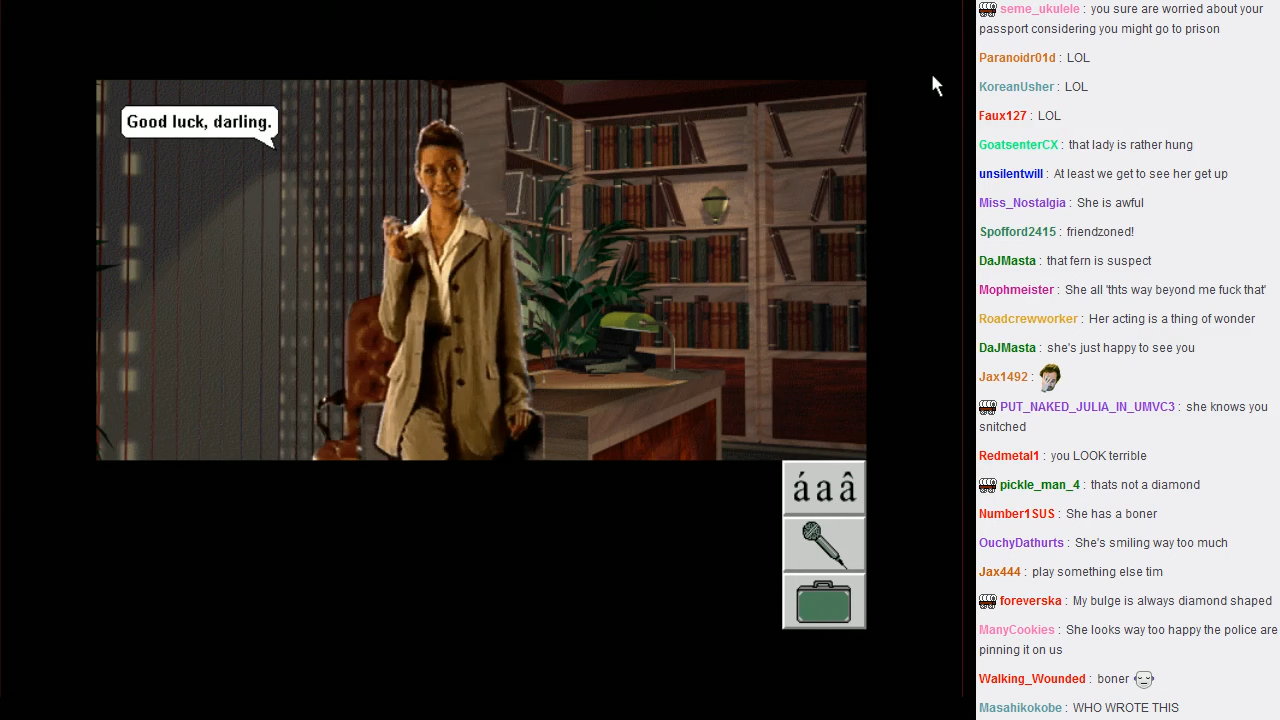 Good luck, darling.
á a â
seme_ukulele : you sure are worried about your
passport considering you might go to prison
Paranoidr01d : LOL
KoreanUsher : LOL
Faux127 : LOL
GoatsenterCX : that lady is rather hung
unsilentwill : At least we get to see her get up
Miss_Nostalgia : She is awful
Spofford2415 : friendzoned!
DaJMasta : that fern is suspect
Mophmeister : She all 'thts way beyond me fuck that'
Roadcrewworker : Her acting is a thing of wonder
DaJMasta : she's just happy to see you
Jax1492 :
PUT_NAKED_JULIA_IN_UMVC3 : she knows you
snitched
Redmetal1 : you LOOK terrible
pickle_man_4 : thats not a diamond
Number1SUS : She has a boner
OuchyDathurts : She's smiling way too much
Jax444 : play something else tim
foreverska : My bulge is always diamond shaped
ManyCookies : She looks way too happy the police are
pinning it on us
Walking_Wounded : boner
Masahikokobe : WHO WROTE THIS